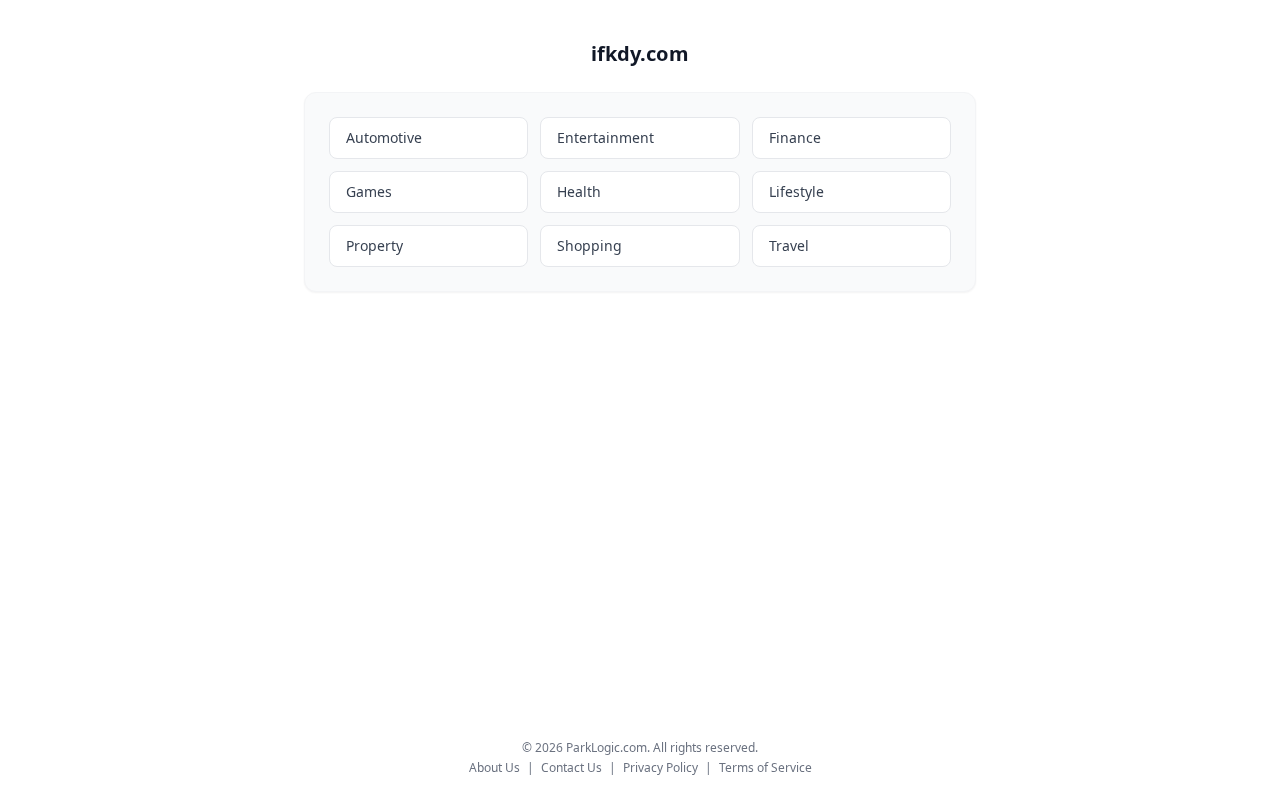 ifkdy.com
Automotive Entertainment Finance
Games Health Lifestyle
Property Shopping Travel
© 2026 ParkLogic.com. All rights reserved.
About Us | Contact Us | Privacy Policy | Terms of Service